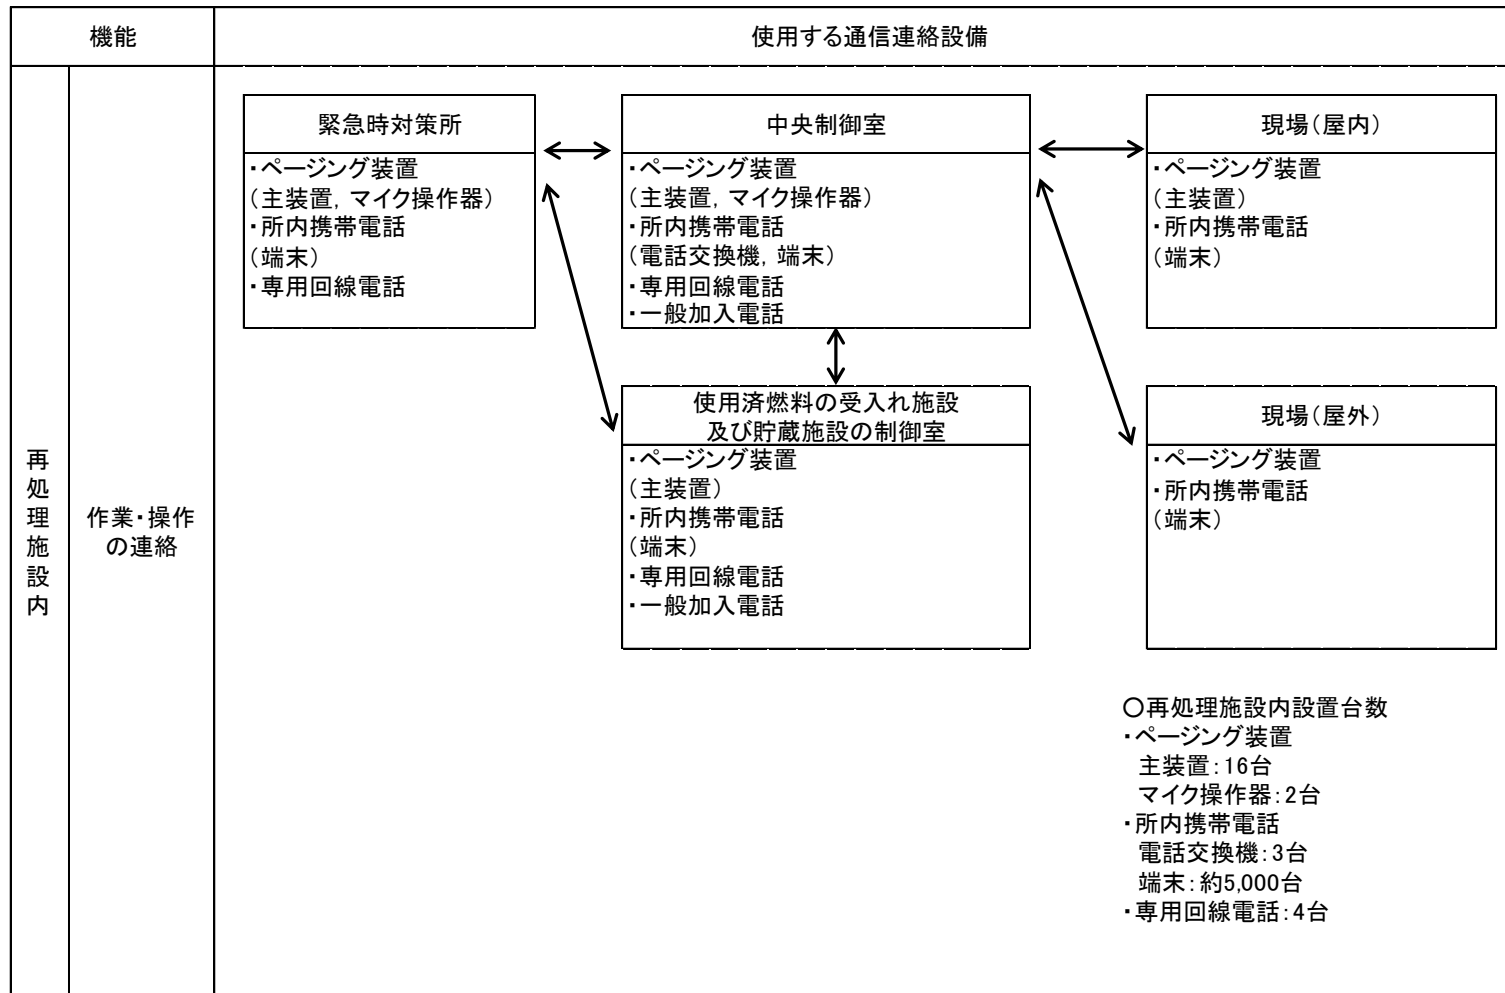 機能
使用する通信連絡設備
再処理施設内
作業・操作
の連絡
緊急時対策所
・ページング装置
(主装置,マイク操作器)
・所内携帯電話
(端末)
・専用回線電話
中央制御室
・ページング装置
(主装置,マイク操作器)
・所内携帯電話
(電話交換機,端末)
・専用回線電話
・一般加入電話
現場(屋内)
・ページング装置
(主装置)
・所内携帯電話
(端末)
使用済燃料の受入れ施設
及び貯蔵施設の制御室
・ページング装置
(主装置)
・所内携帯電話
(端末)
・専用回線電話
・一般加入電話
現場(屋外)
・ページング装置
・所内携帯電話
(端末)
○再処理施設内設置台数
・ページング装置
主装置:16台
マイク操作器:2台
・所内携帯電話
電話交換機:3台
端末:約5,000台
・専用回線電話:4台